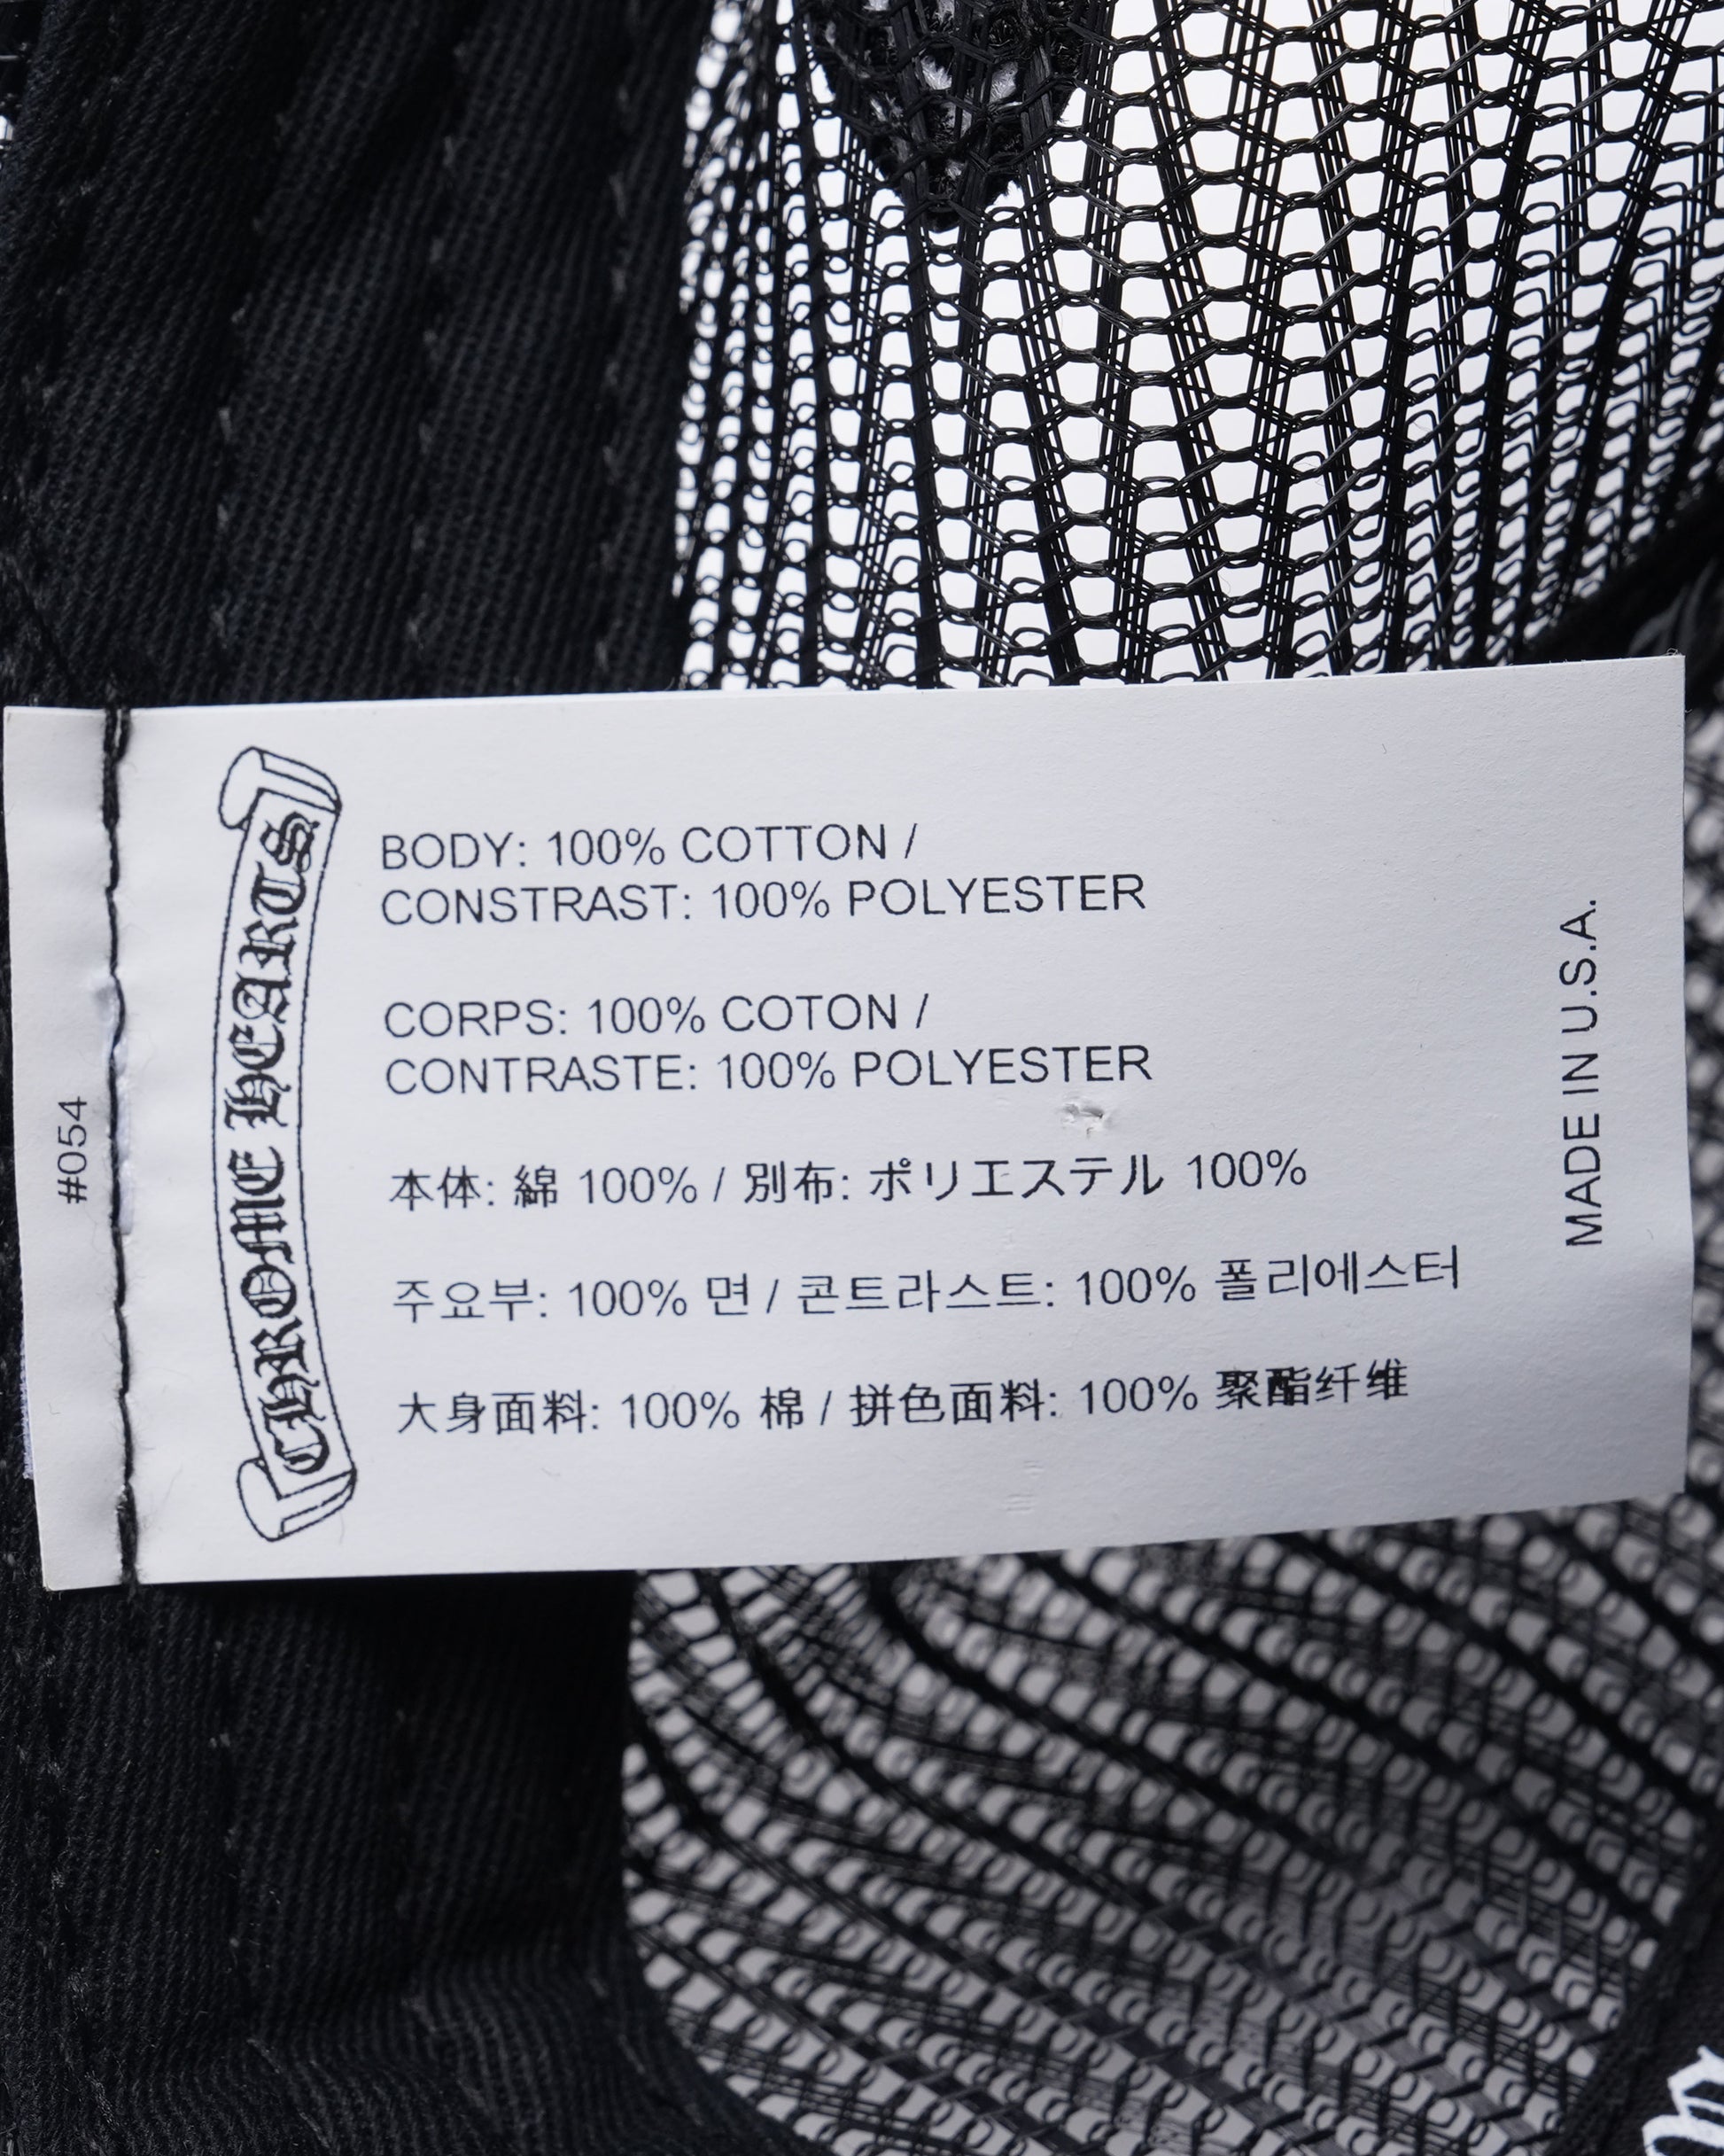 #054
CHROME HEARTS
BODY: 100% COTTON /
CONSTRAST: 100% POLYESTER
CORPS: 100% COTON /
CONTRASTE: 100% POLYESTER
本体: 綿 100% / 別布: ポリエステル 100%
주요부: 100% 면 / 콘트라스트: 100% 폴리에스터
大身面料: 100% 棉 / 拼色面料: 100% 聚酯纤维
MADE IN U.S.A.